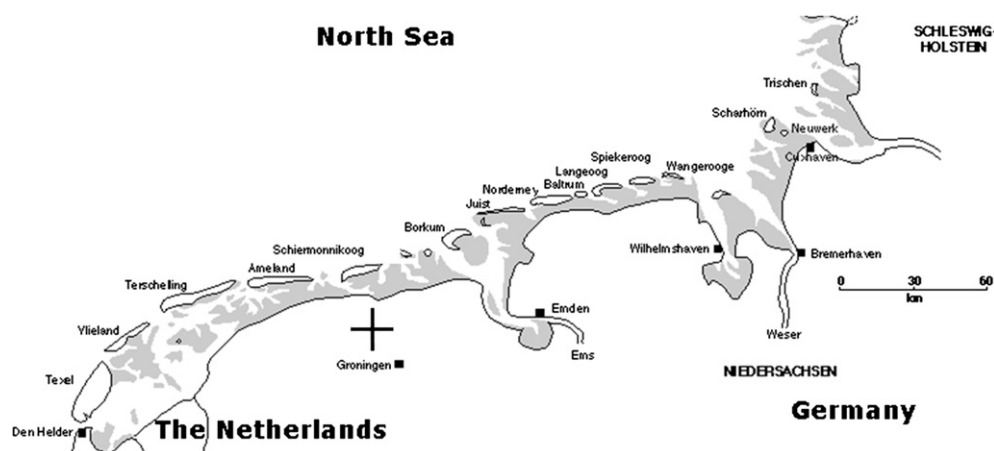 North Sea
SCHLESWIG-
HOLSTEIN
Trischen
Scharhörn
Neuwerk
Cuxhaven
Spiekeroog
Langeoog
Wangerooge
Baltrum
Norderney
Juist
Borkum
Wilhelmshaven
Bremerhaven
Schiermonnikoog
Ameland
Terschelling
0 30 60
km
Emden
Ylieland
Weser
Ems
Groningen
NIEDERSACHSEN
Texel
Germany
Den Helder
The Netherlands